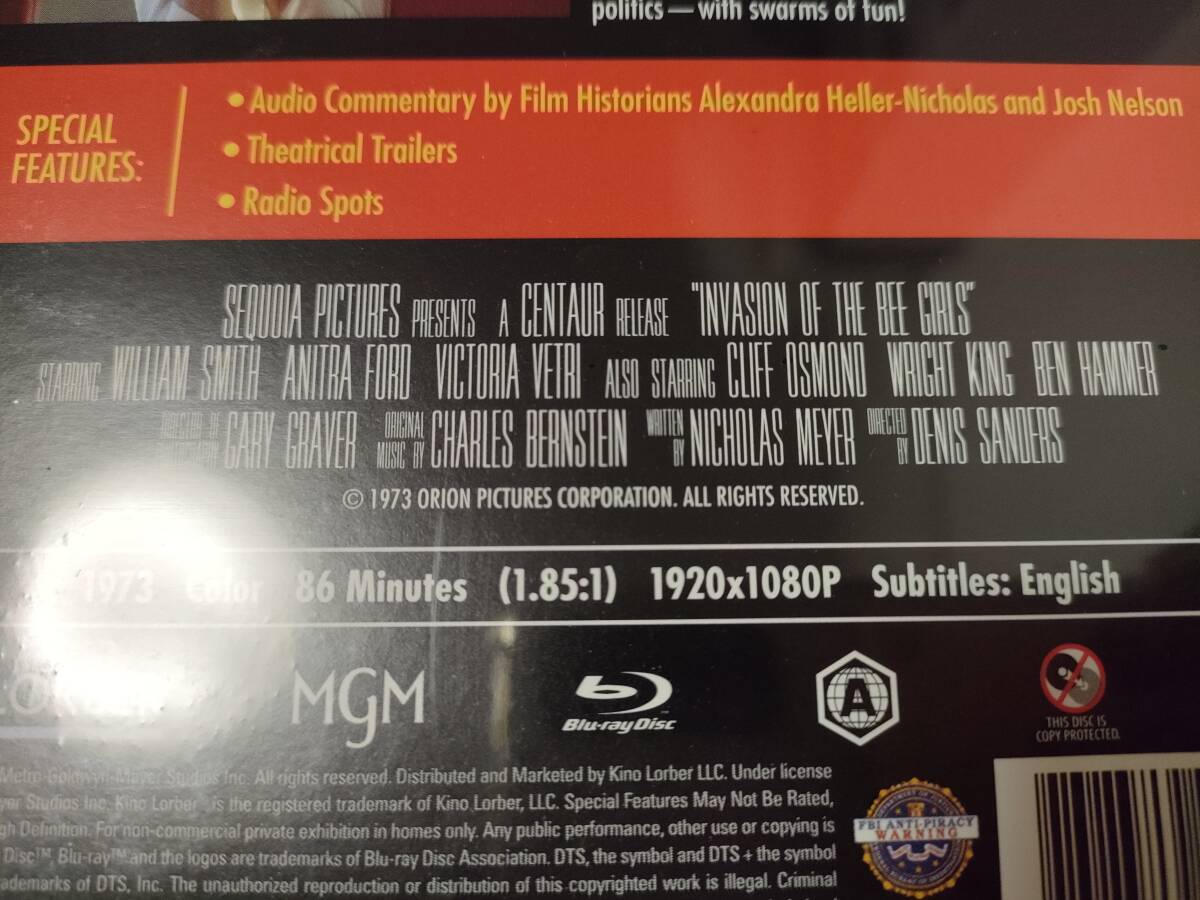 politics — with swarms of fun!
SPECIAL
FEATURES:
• Audio Commentary by Film Historians Alexandra Heller-Nicholas and Josh Nelson
• Theatrical Trailers
• Radio Spots
SEQUOIA PICTURES PRESENTS A CENTAUR RELEASE "INVASION OF THE BEE GIRLS"
STARRING WILLIAM SMITH ANITRA FORD VICTORIA VETRI ALSO STARRING CLIFF OSMOND WRIGHT KING BEN HAMMER
DIRECTOR OF GARY GRAVER ORIGINAL MUSIC BY CHARLES BERNSTEIN WRITTEN BY NICHOLAS MEYER DIRECTED BY DENIS SANDERS
© 1973 ORION PICTURES CORPORATION. ALL RIGHTS RESERVED.
1973 Color 86 Minutes (1.85:1) 1920x1080P Subtitles: English
MGM
Blu-ray Disc
A
THIS DISC IS
COPY PROTECTED.
Metro-Goldwyn-Mayer Studios Inc. All rights reserved. Distributed and Marketed by Kino Lorber LLC. Under license
Studios Inc. Kino Lorber is the registered trademark of Kino Lorber, LLC. Special Features May Not Be Rated,
Definition. For non-commercial private exhibition in homes only. Any public performance, other use or copying is
Disc™, Blu-ray™ and the logos are trademarks of Blu-ray Disc Association. DTS, the symbol and DTS + the symbol
of DTS, Inc. The unauthorized reproduction or distribution of this copyrighted work is illegal. Criminal
FBI ANTI-PIRACY
WARNING